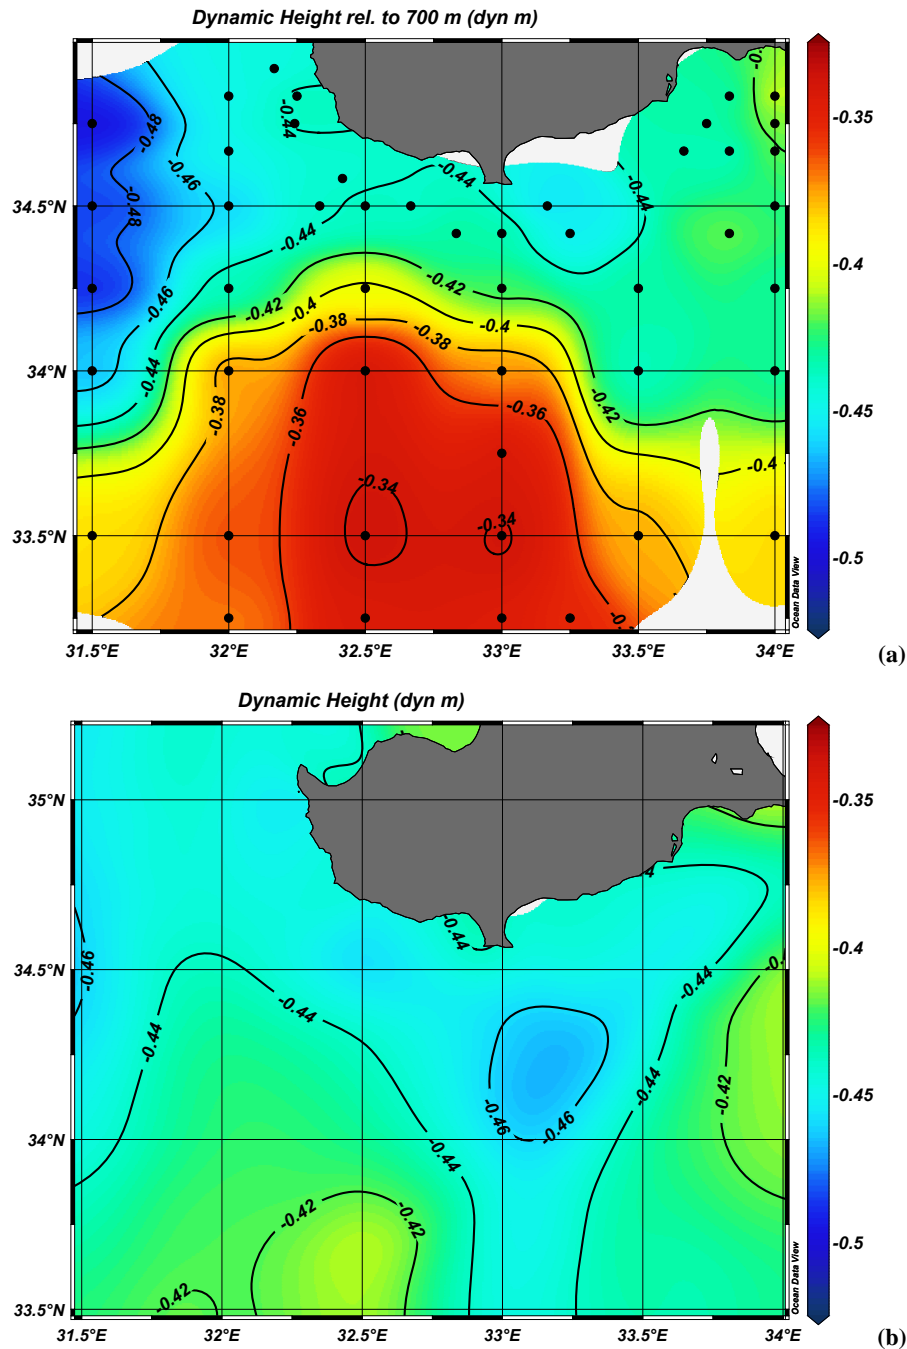 Dynamic Height rel. to 700 m (dyn m)
-0.48
-0.48
-0.46
-0.46
-0.44
-0.44
-0.44
-0.44
-0.44
-0.42
-0.42
-0.42
-0.4
-0.4
-0.4
-0.38
-0.38
-0.38
-0.36
-0.36
-0.34
-0.34
34.5°N
34°N
33.5°N
31.5°E
32°E
32.5°E
33°E
33.5°E
34°E
Ocean Data View
-0.35
-0.4
-0.45
-0.5
(a)
Dynamic Height (dyn m)
-0.46
-0.44
-0.44
-0.44
-0.44
-0.44
-0.44
-0.46
-0.46
-0.42
-0.42
-0.42
-0.42
35°N
34.5°N
34°N
33.5°N
31.5°E
32°E
32.5°E
33°E
33.5°E
34°E
Ocean Data View
-0.35
-0.4
-0.45
-0.5
(b)